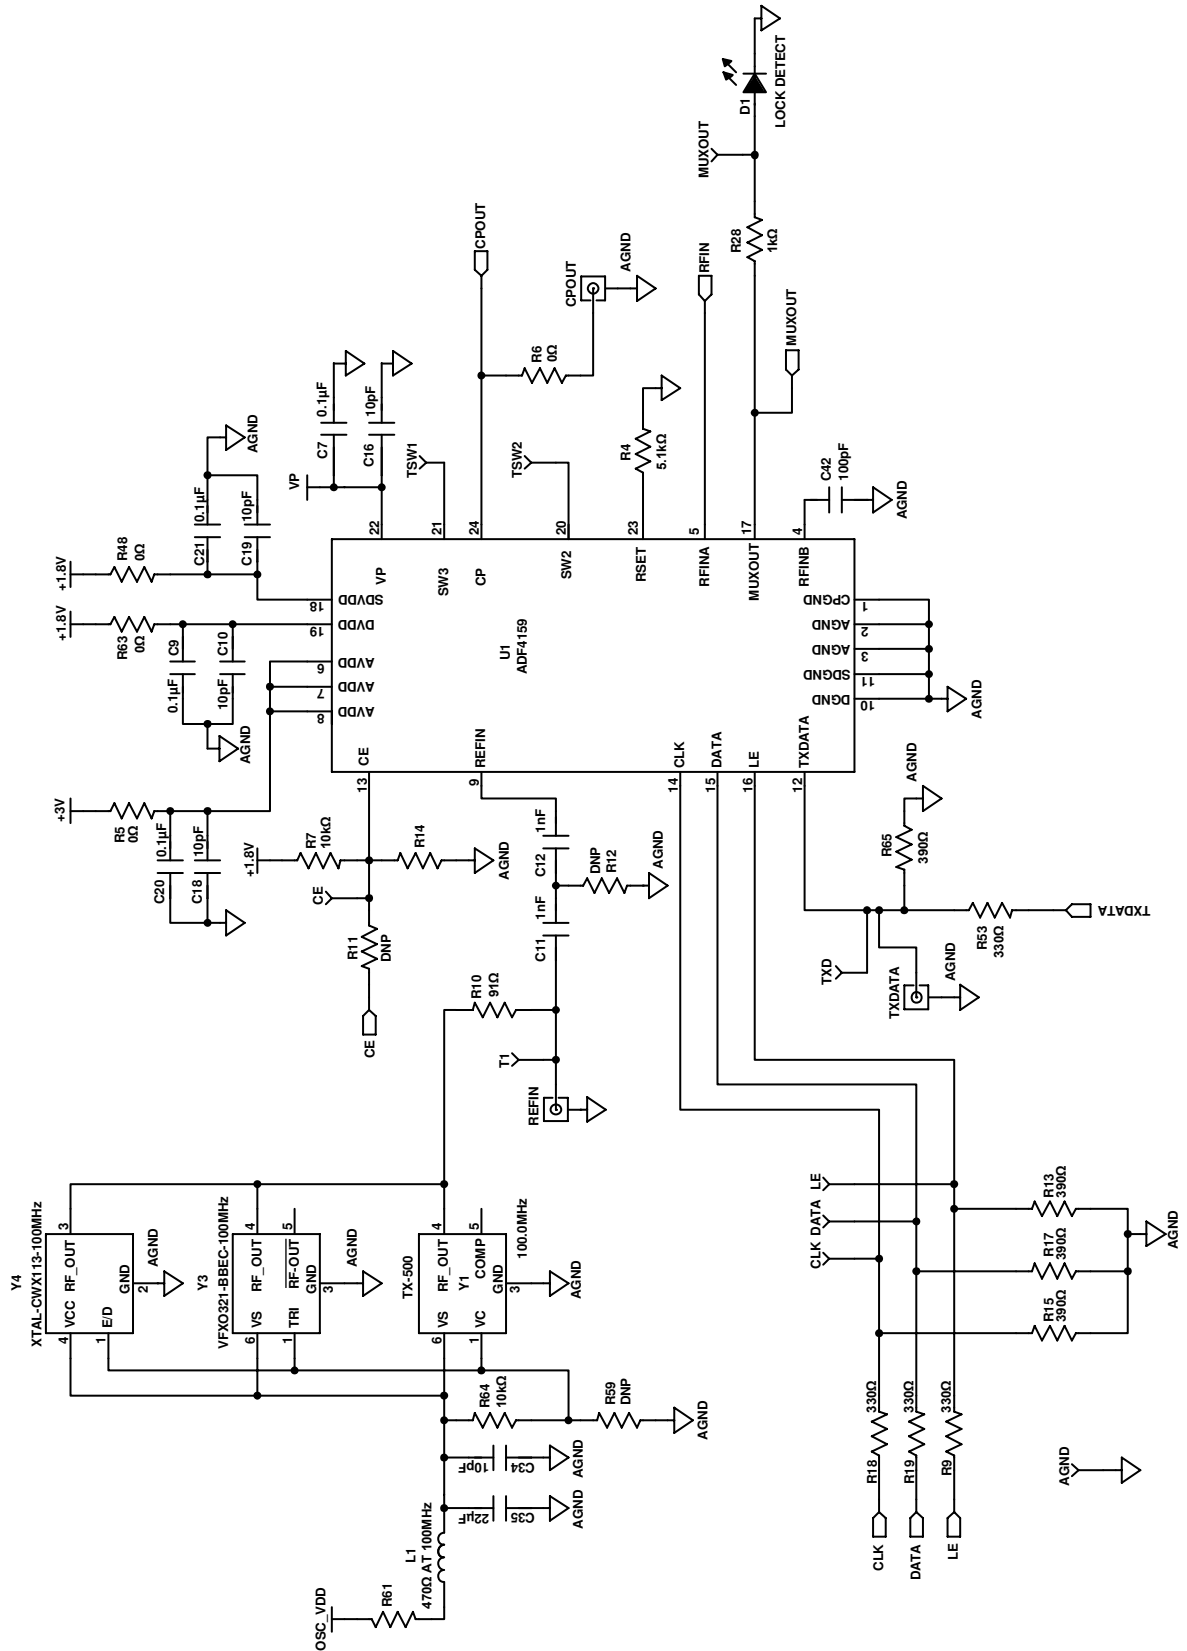 OSC_VDD
R61
L1
470Ω AT 100MHz
22µF
C35
AGND
10pF
C34
AGND
R64
10kΩ
R59
DNP
AGND
Y4
XTAL-CWX113-100MHz
4 VCC RF_OUT 3
1 E/D
GND
2
AGND
Y3
VFXO321-BBEC-100MHz
6 VS RF_OUT 4
1 TRI RF-OUT 5
GND
3
AGND
TX-500
6 VS RF_OUT 4
Y1
1 VC COMP 5
GND
3
100.0MHz
AGND
REFIN
T1
R10
91Ω
C11
1nF
C12
1nF
DNP
R12
AGND
CE
R11
DNP
CE
+1.8V
R7
10kΩ
R14
AGND
+3V
R5
0Ω
C20
0.1µF
C18
10pF
+1.8V
R63
0Ω
C9
0.1µF
C10
10pF
AGND
+1.8V
R48
0Ω
C21
0.1µF
C19
10pF
AGND
VP
C7
0.1µF
C16
10pF
U1
ADF4159
8 AVDD
7 AVDD
6 AVDD
19 DVDD
18 SDVDD
13 CE
9 REFIN
14 CLK
15 DATA
16 LE
12 TXDATA
VP 22
SW3 21
CP 24
SW2 20
RSET 23
RFINA 5
MUXOUT 17
RFINB 4
DGND 10
SDGND 11
AGND 3
AGND 2
CPGND 1
AGND
TSW1
CPOUT
R6
0Ω
CPOUT
AGND
TSW2
R4
5.1kΩ
RFIN
MUXOUT
R28
1kΩ
MUXOUT
D1
LOCK DETECT
C42
100pF
AGND
R65
390Ω
AGND
TXD
TXDATA
AGND
R53
330Ω
TXDATA
CLK
DATA
LE
R18
330Ω
R19
330Ω
R9
330Ω
CLK
DATA
LE
R15
390Ω
R17
390Ω
R13
390Ω
AGND
AGND